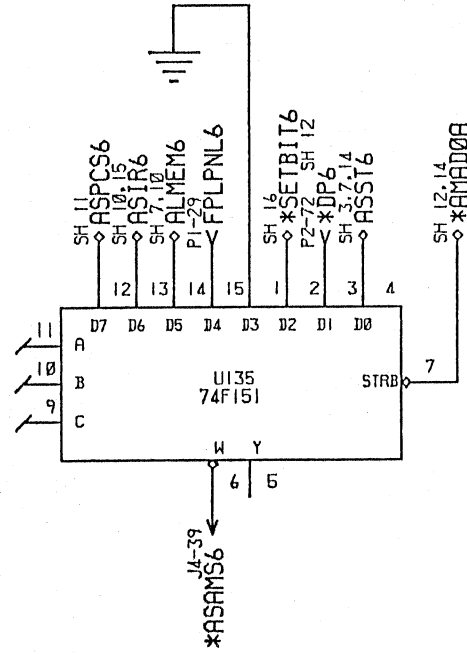 SH 11
ASPCS6
SH 10,15
ASIR6
SH 7,10
ALMEM6
P1-29
FPLPNL6
SH 16
*SETBIT6
P2-72 SH 12
*DP6
SH 3,7,14
ASST6
SH 12,14
*AMAD0A
12 13 14 15 1 2 3 4
D7 D6 D5 D4 D3 D2 D1 D0
11 A
10 B
9 C
U135
74F151
STRB 7
W Y
6 5
J4-39
*ASAMS6